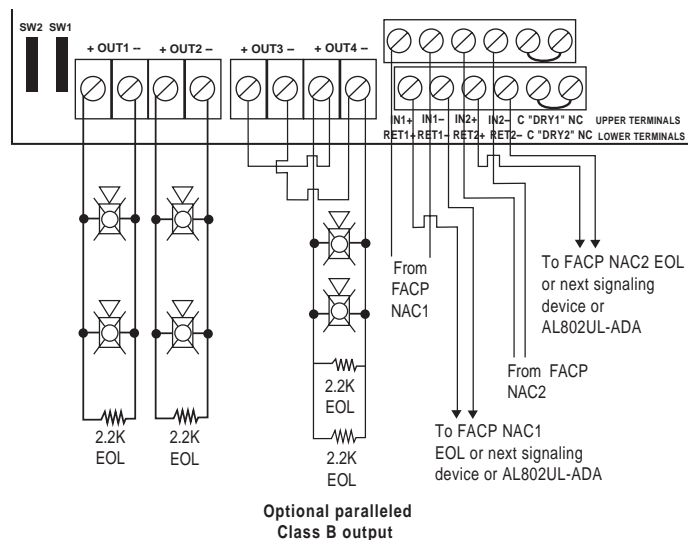 SW2 SW1
+ OUT1 -- + OUT2 -- + OUT3 -- + OUT4 --
IN1+ IN1-- IN2+ IN2-- C "DRY1" NC UPPER TERMINALS
RET1+ RET1-- RET2+ RET2-- C "DRY2" NC LOWER TERMINALS
From
FACP
NAC1
To FACP NAC2 EOL
or next signaling
device or
AL802UL-ADA
From FACP
NAC2
2.2K
EOL
2.2K
EOL
2.2K
EOL
2.2K
EOL
To FACP NAC1
EOL or next signaling
device or AL802UL-ADA
Optional paralleled
Class B output